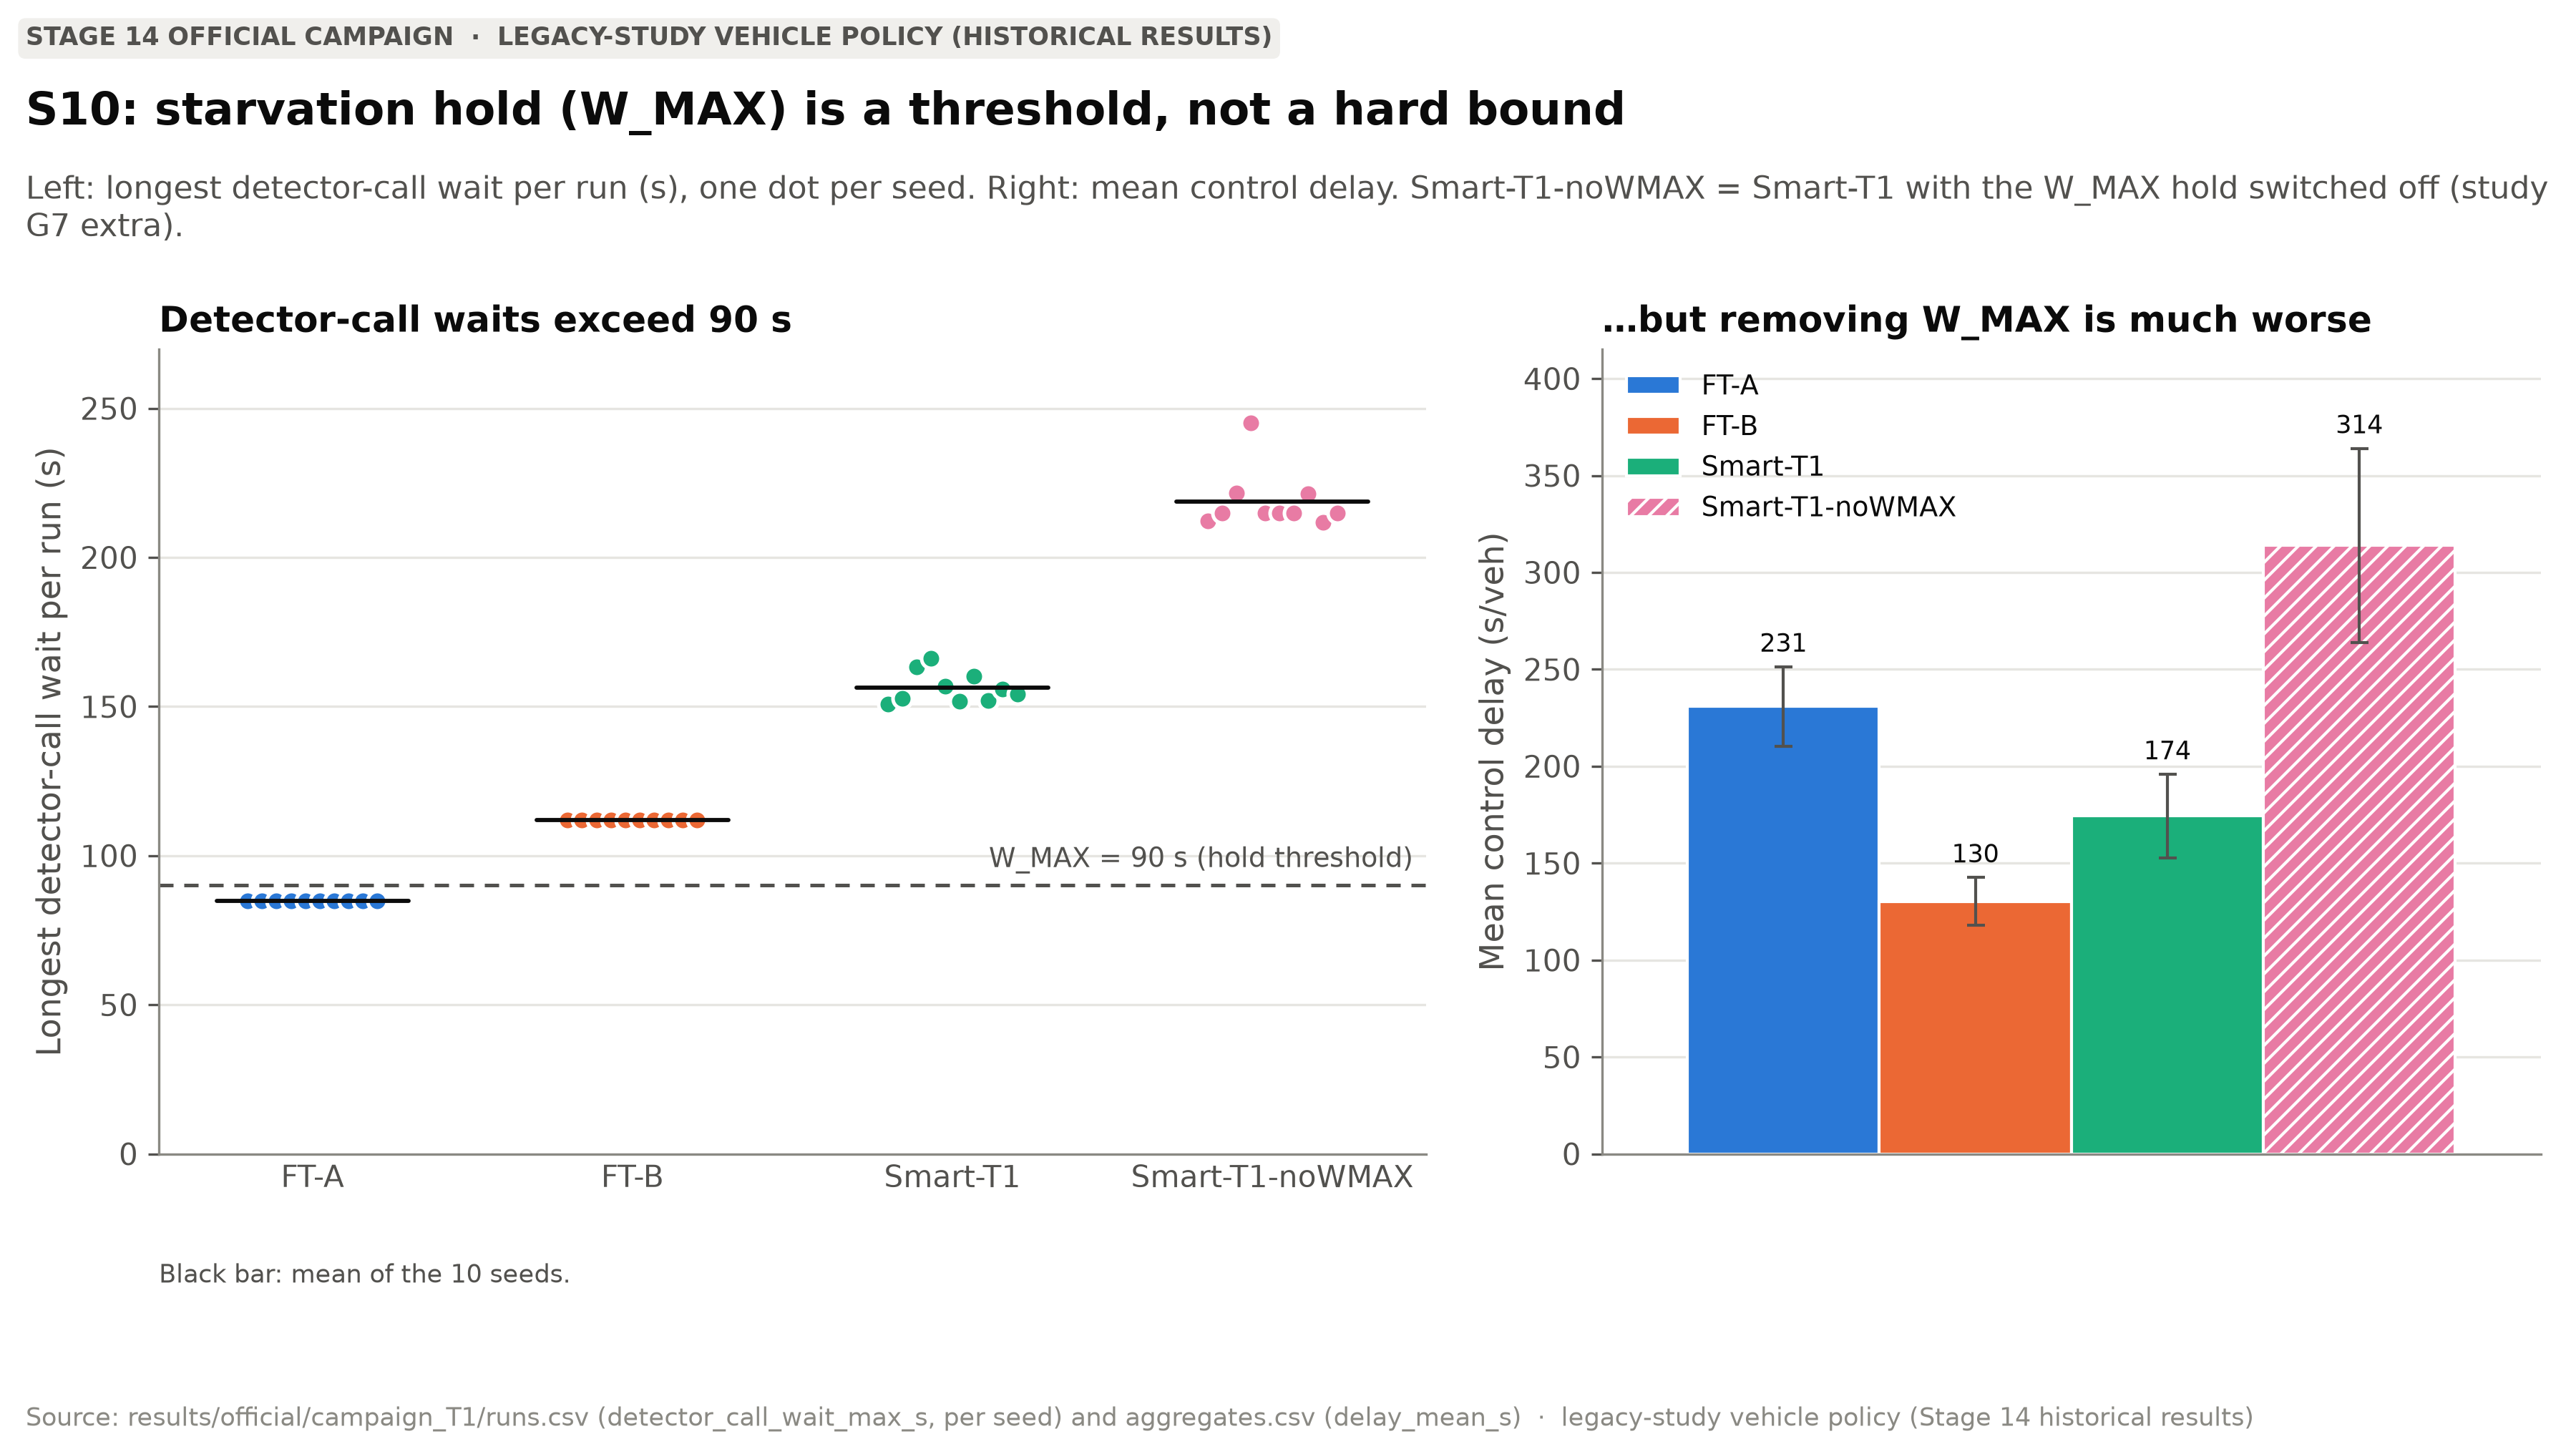 STAGE 14 OFFICIAL CAMPAIGN · LEGACY-STUDY VEHICLE POLICY (HISTORICAL RESULTS)
S10: starvation hold (W_MAX) is a threshold, not a hard bound
Left: longest detector-call wait per run (s), one dot per seed. Right: mean control delay. Smart-T1-noWMAX = Smart-T1 with the W_MAX hold switched off (study
G7 extra).
Detector-call waits exceed 90 s
Longest detector-call wait per run (s)
250
200
150
100
50
0
W_MAX = 90 s (hold threshold)
FT-A
FT-B
Smart-T1
Smart-T1-noWMAX
Black bar: mean of the 10 seeds.
…but removing W_MAX is much worse
Mean control delay (s/veh)
400
350
300
250
200
150
100
50
0
FT-A
FT-B
Smart-T1
Smart-T1-noWMAX
231
130
174
314
Source: results/official/campaign_T1/runs.csv (detector_call_wait_max_s, per seed) and aggregates.csv (delay_mean_s) · legacy-study vehicle policy (Stage 14 historical results)